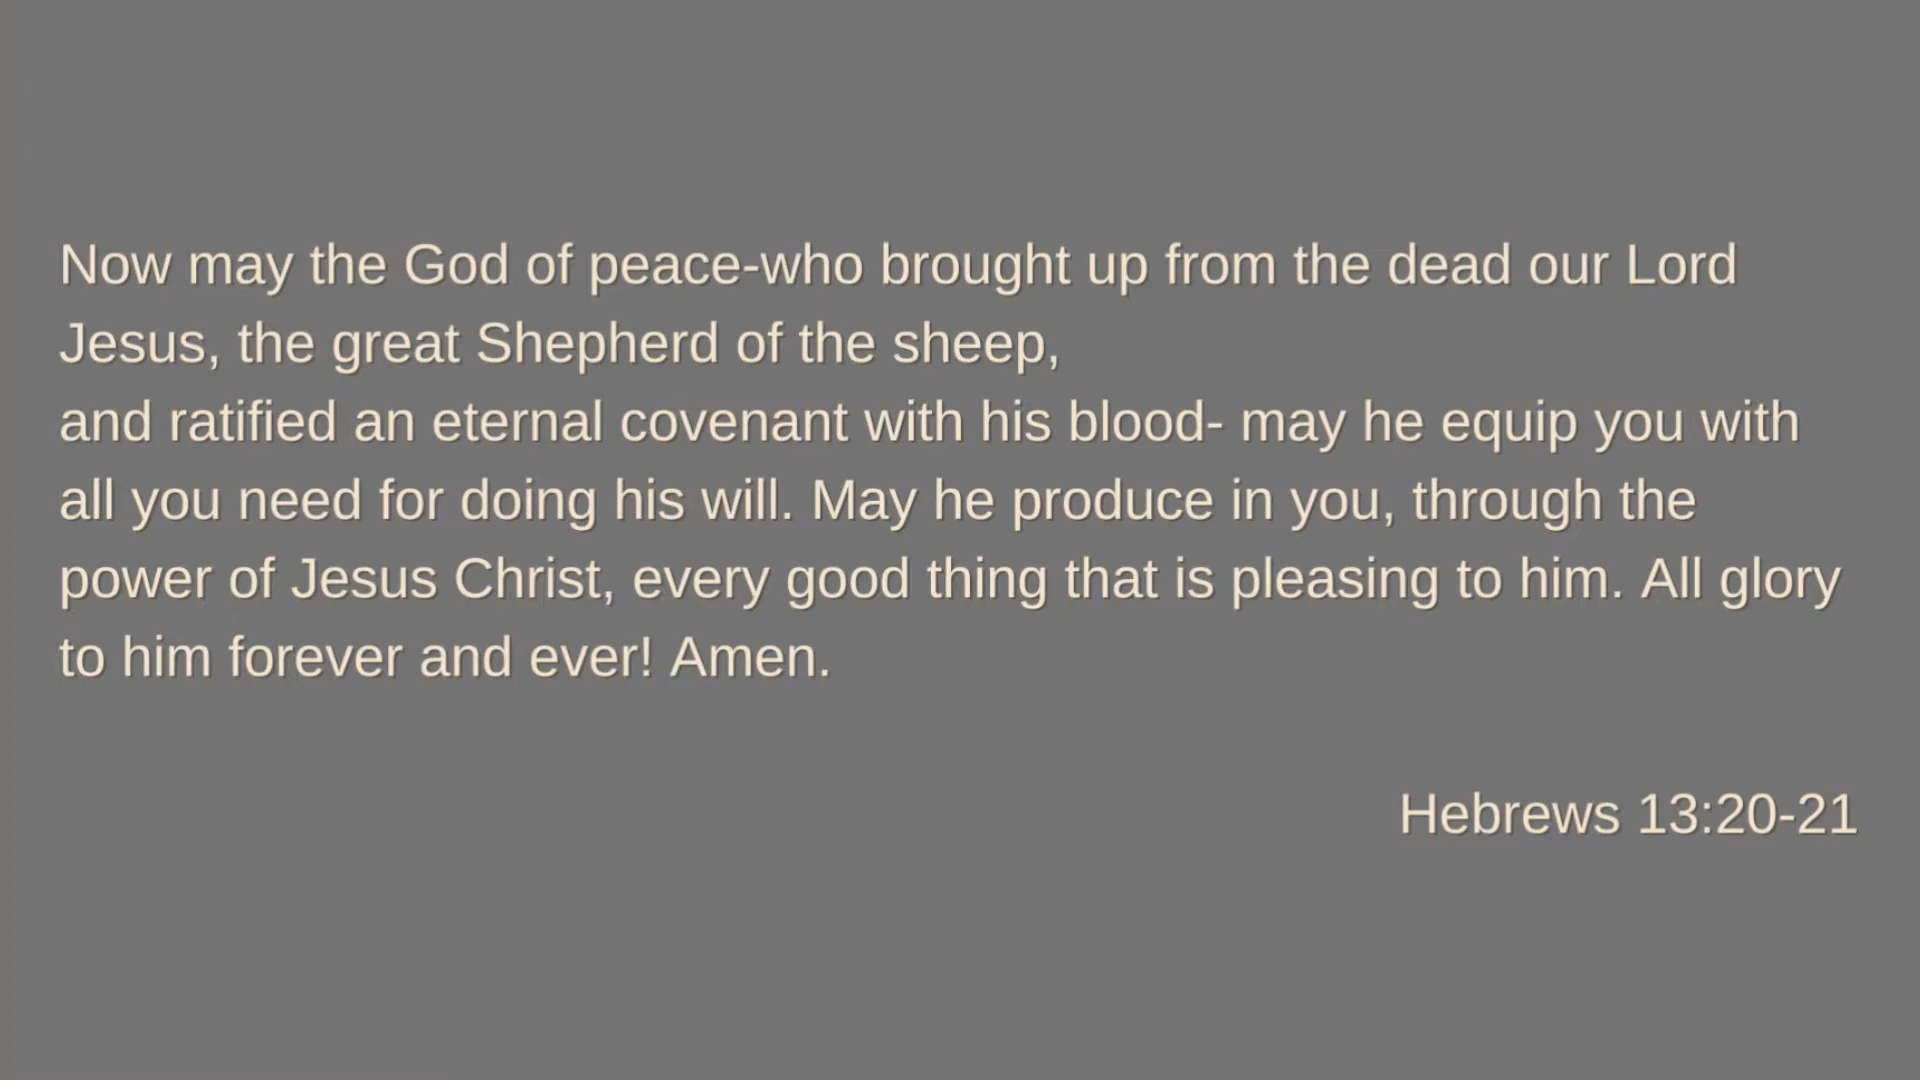 Now may the God of peace-who brought up from the dead our Lord
Jesus, the great Shepherd of the sheep,
and ratified an eternal covenant with his blood- may he equip you with
all you need for doing his will. May he produce in you, through the
power of Jesus Christ, every good thing that is pleasing to him. All glory
to him forever and ever! Amen.
Hebrews 13:20-21